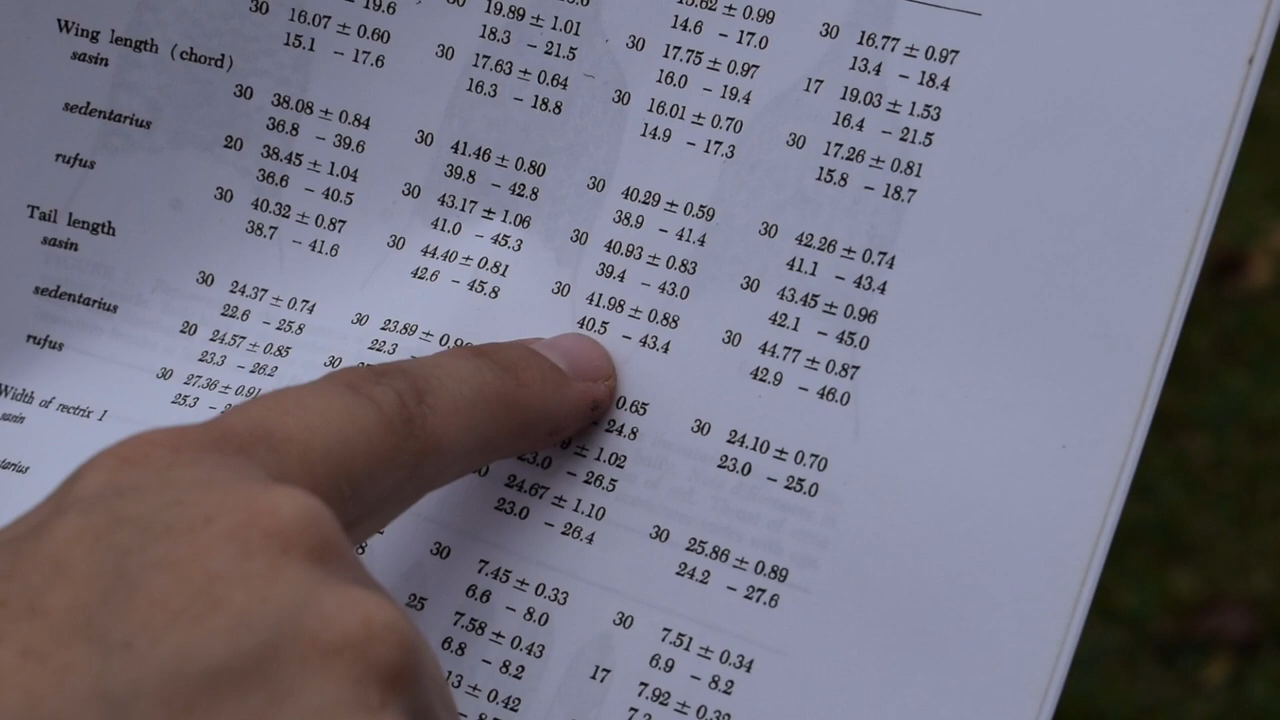 ± 0.99 30 16.77 ± 0.97
14.6 – 17.0 13.4 – 18.4
19.89 ± 1.01 30 17.75 ± 0.97 17 19.03 ± 1.53
19.6 18.3 – 21.5 16.0 – 19.4 16.4 – 21.5
30 16.07 ± 0.60 30 17.63 ± 0.64 30 16.01 ± 0.70 30 17.26 ± 0.81
15.1 – 17.6 16.3 – 18.8 14.9 – 17.3 15.8 – 18.7
Wing length (chord)
sasin 30 38.08 ± 0.84 30 41.46 ± 0.80 30 40.29 ± 0.59 30 42.26 ± 0.74
36.8 – 39.6 39.8 – 42.8 38.9 – 41.4 41.1 – 43.4
sedentarius 20 38.45 ± 1.04 30 43.17 ± 1.06 30 40.93 ± 0.83 30 43.45 ± 0.96
36.6 – 40.5 41.0 – 45.3 39.4 – 43.0 42.1 – 45.0
rufus 30 40.32 ± 0.87 30 44.40 ± 0.81 30 41.98 ± 0.88 30 44.77 ± 0.87
38.7 – 41.6 42.6 – 45.8 40.5 – 43.4 42.9 – 46.0
Tail length
sasin 30 24.37 ± 0.74 30 23.89 ± 0.65 30 24.10 ± 0.70
22.6 – 25.8 22.3 – – 24.8 23.0 – 25.0
sedentarius 20 24.57 ± 0.85 30 ± 1.02
23.3 – 26.2 23.0 – 26.5
rufus 30 27.36 ± 0.91 24.67 ± 1.10 30 25.86 ± 0.89
25.3 – 23.0 – 26.4 24.2 – 27.6
Width of rectrix 1
sasin 30 7.45 ± 0.33 30 7.51 ± 0.34
6.6 – 8.0 6.9 – 8.2
25 7.58 ± 0.43 17 7.92 ±
6.8 – 8.2
± 0.42